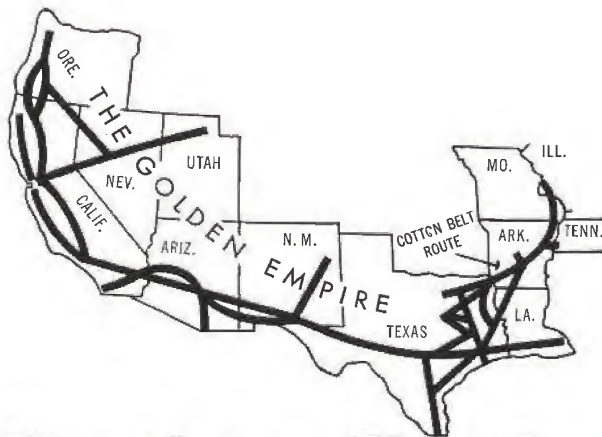 ORE.
THE GOLDEN EMPIRE
NEV.
UTAH
CALIF.
ARIZ.
N. M.
TEXAS
MO.
ILL.
COTTON BELT
ROUTE
ARK.
TENN.
LA.